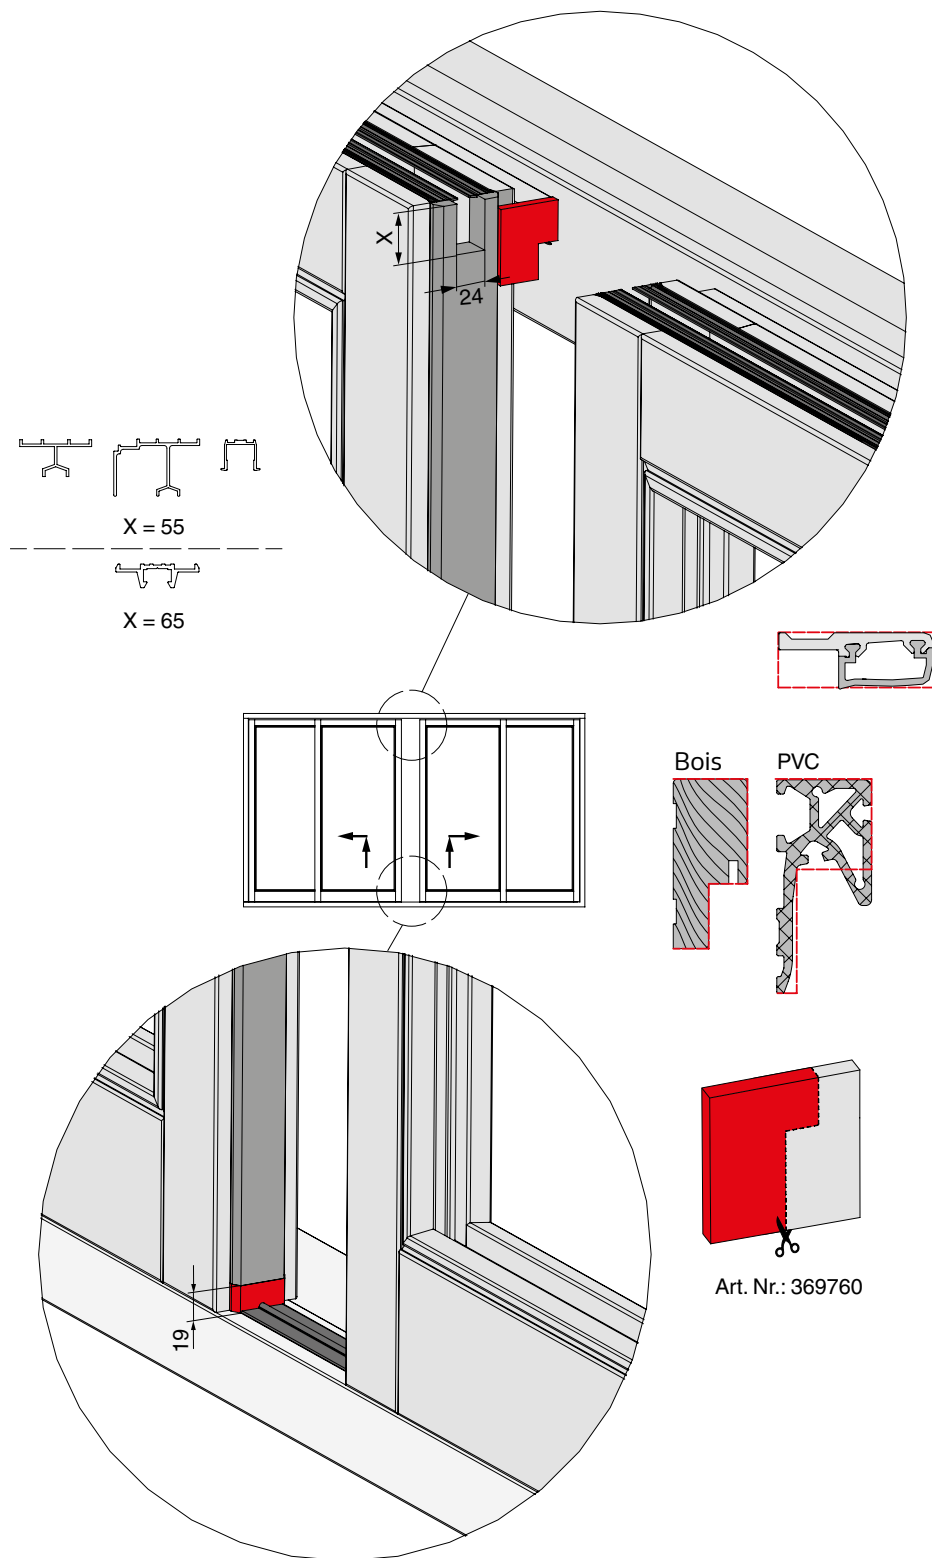 X
24
X = 55
X = 65
Bois
PVC
19
Art. Nr.: 369760